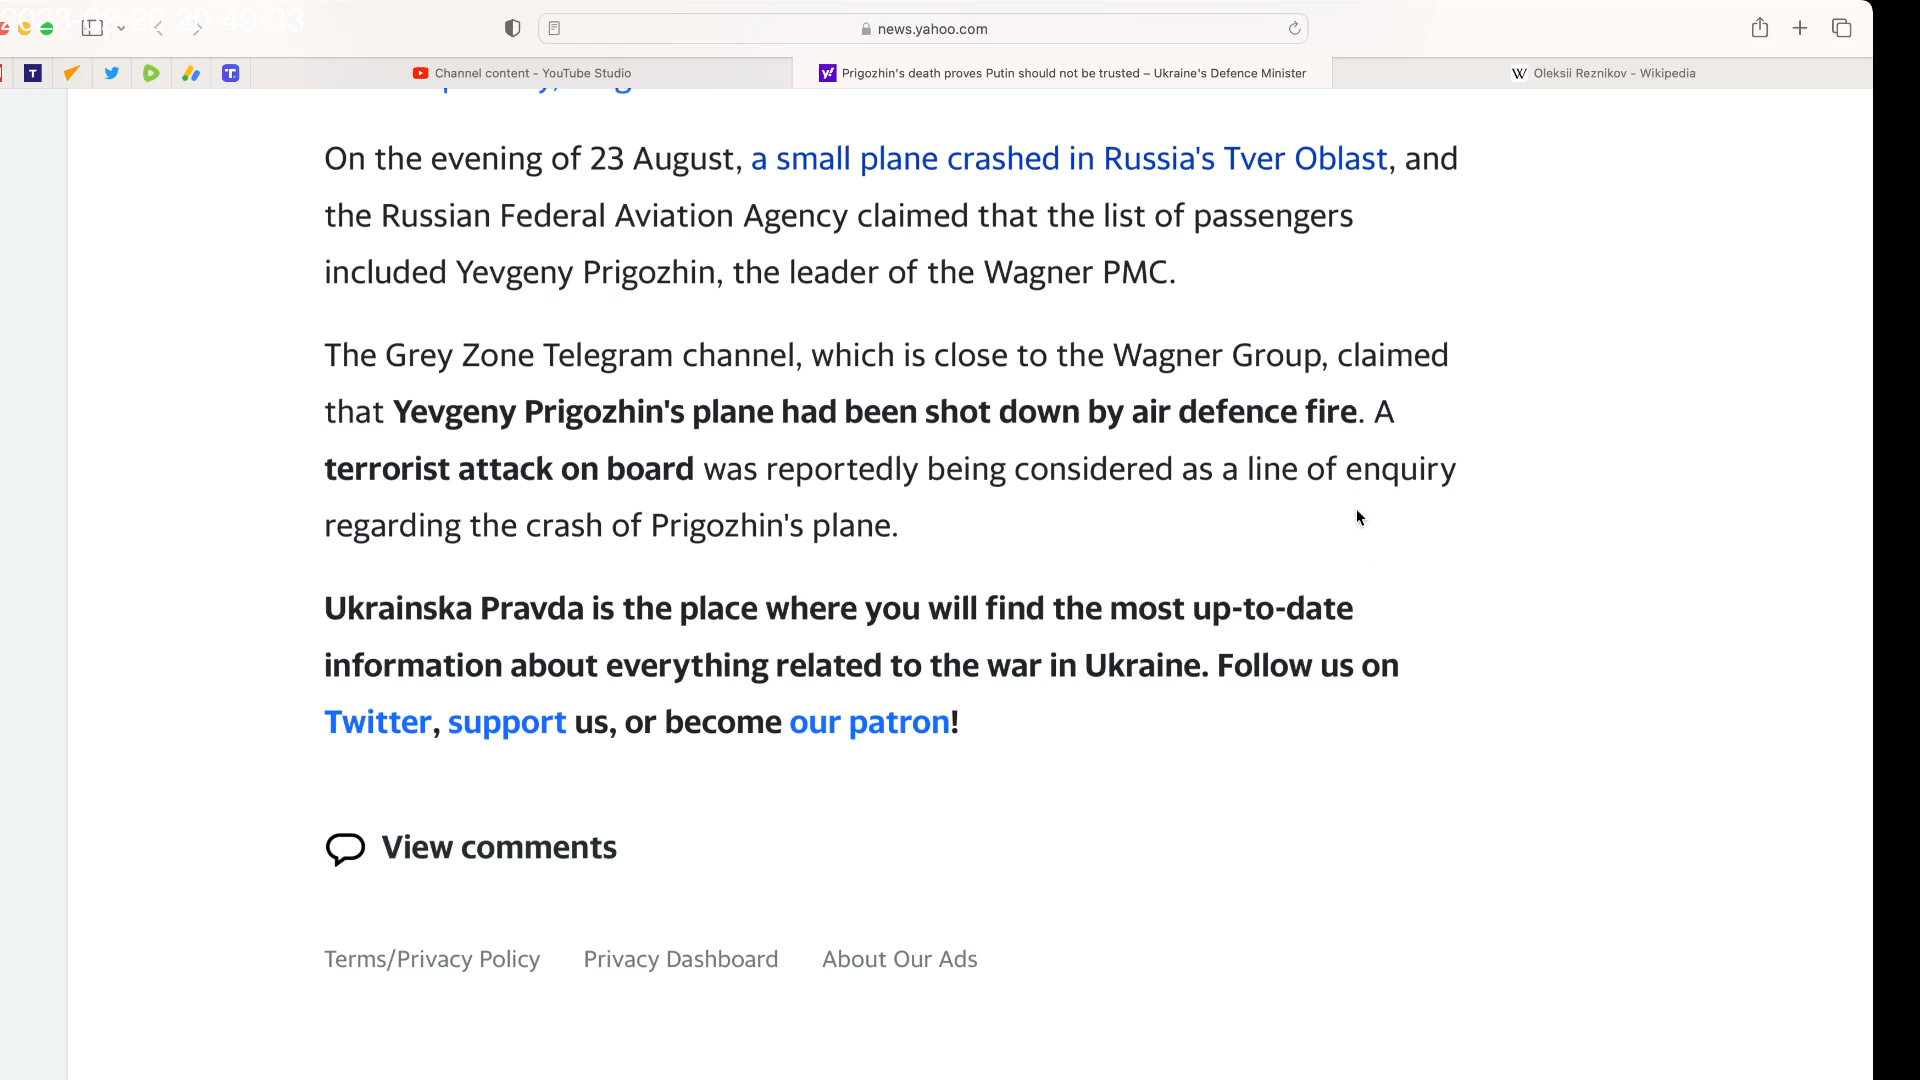 news.yahoo.com
T
T
Channel content - YouTube Studio
y!
Prigozhin's death proves Putin should not be trusted – Ukraine's Defence Minister
W
Oleksii Reznikov - Wikipedia
On the evening of 23 August, a small plane crashed in Russia's Tver Oblast, and
the Russian Federal Aviation Agency claimed that the list of passengers
included Yevgeny Prigozhin, the leader of the Wagner PMC.
The Grey Zone Telegram channel, which is close to the Wagner Group, claimed
that Yevgeny Prigozhin's plane had been shot down by air defence fire. A
terrorist attack on board was reportedly being considered as a line of enquiry
regarding the crash of Prigozhin's plane.
Ukrainska Pravda is the place where you will find the most up-to-date
information about everything related to the war in Ukraine. Follow us on
Twitter, support us, or become our patron!
View comments
Terms/Privacy Policy
Privacy Dashboard
About Our Ads